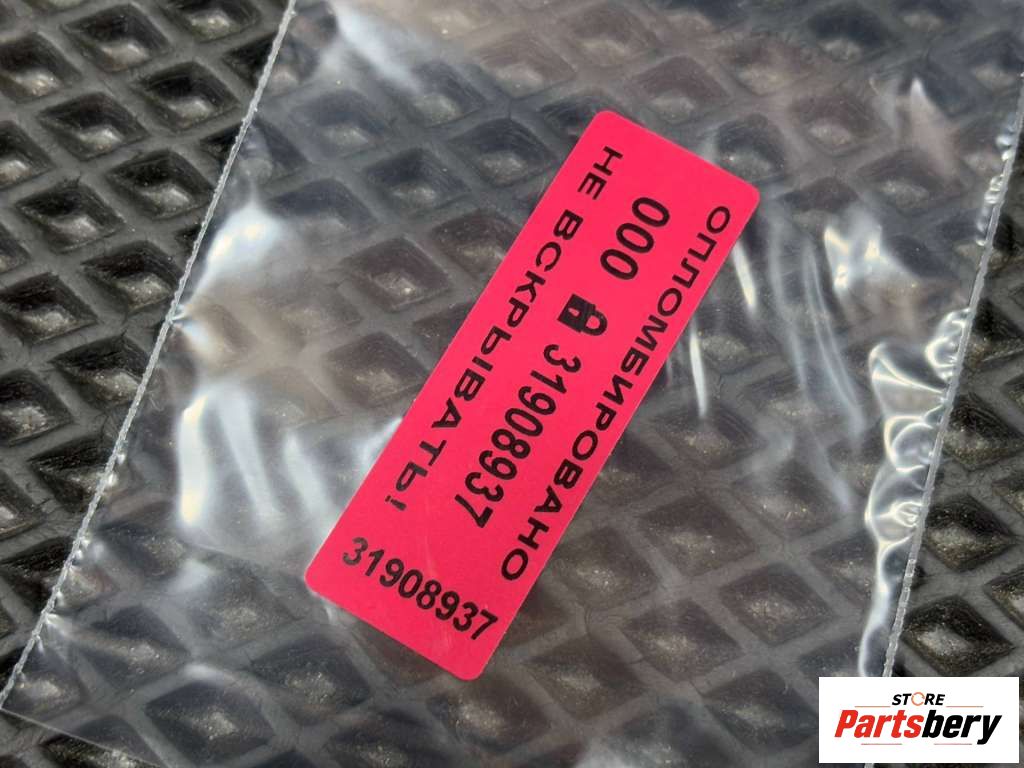 ОПЛОМБИРОВАНО
000 31908937
НЕ ВСКРЫВАТЬ!
31908937
STORE
Partsbery